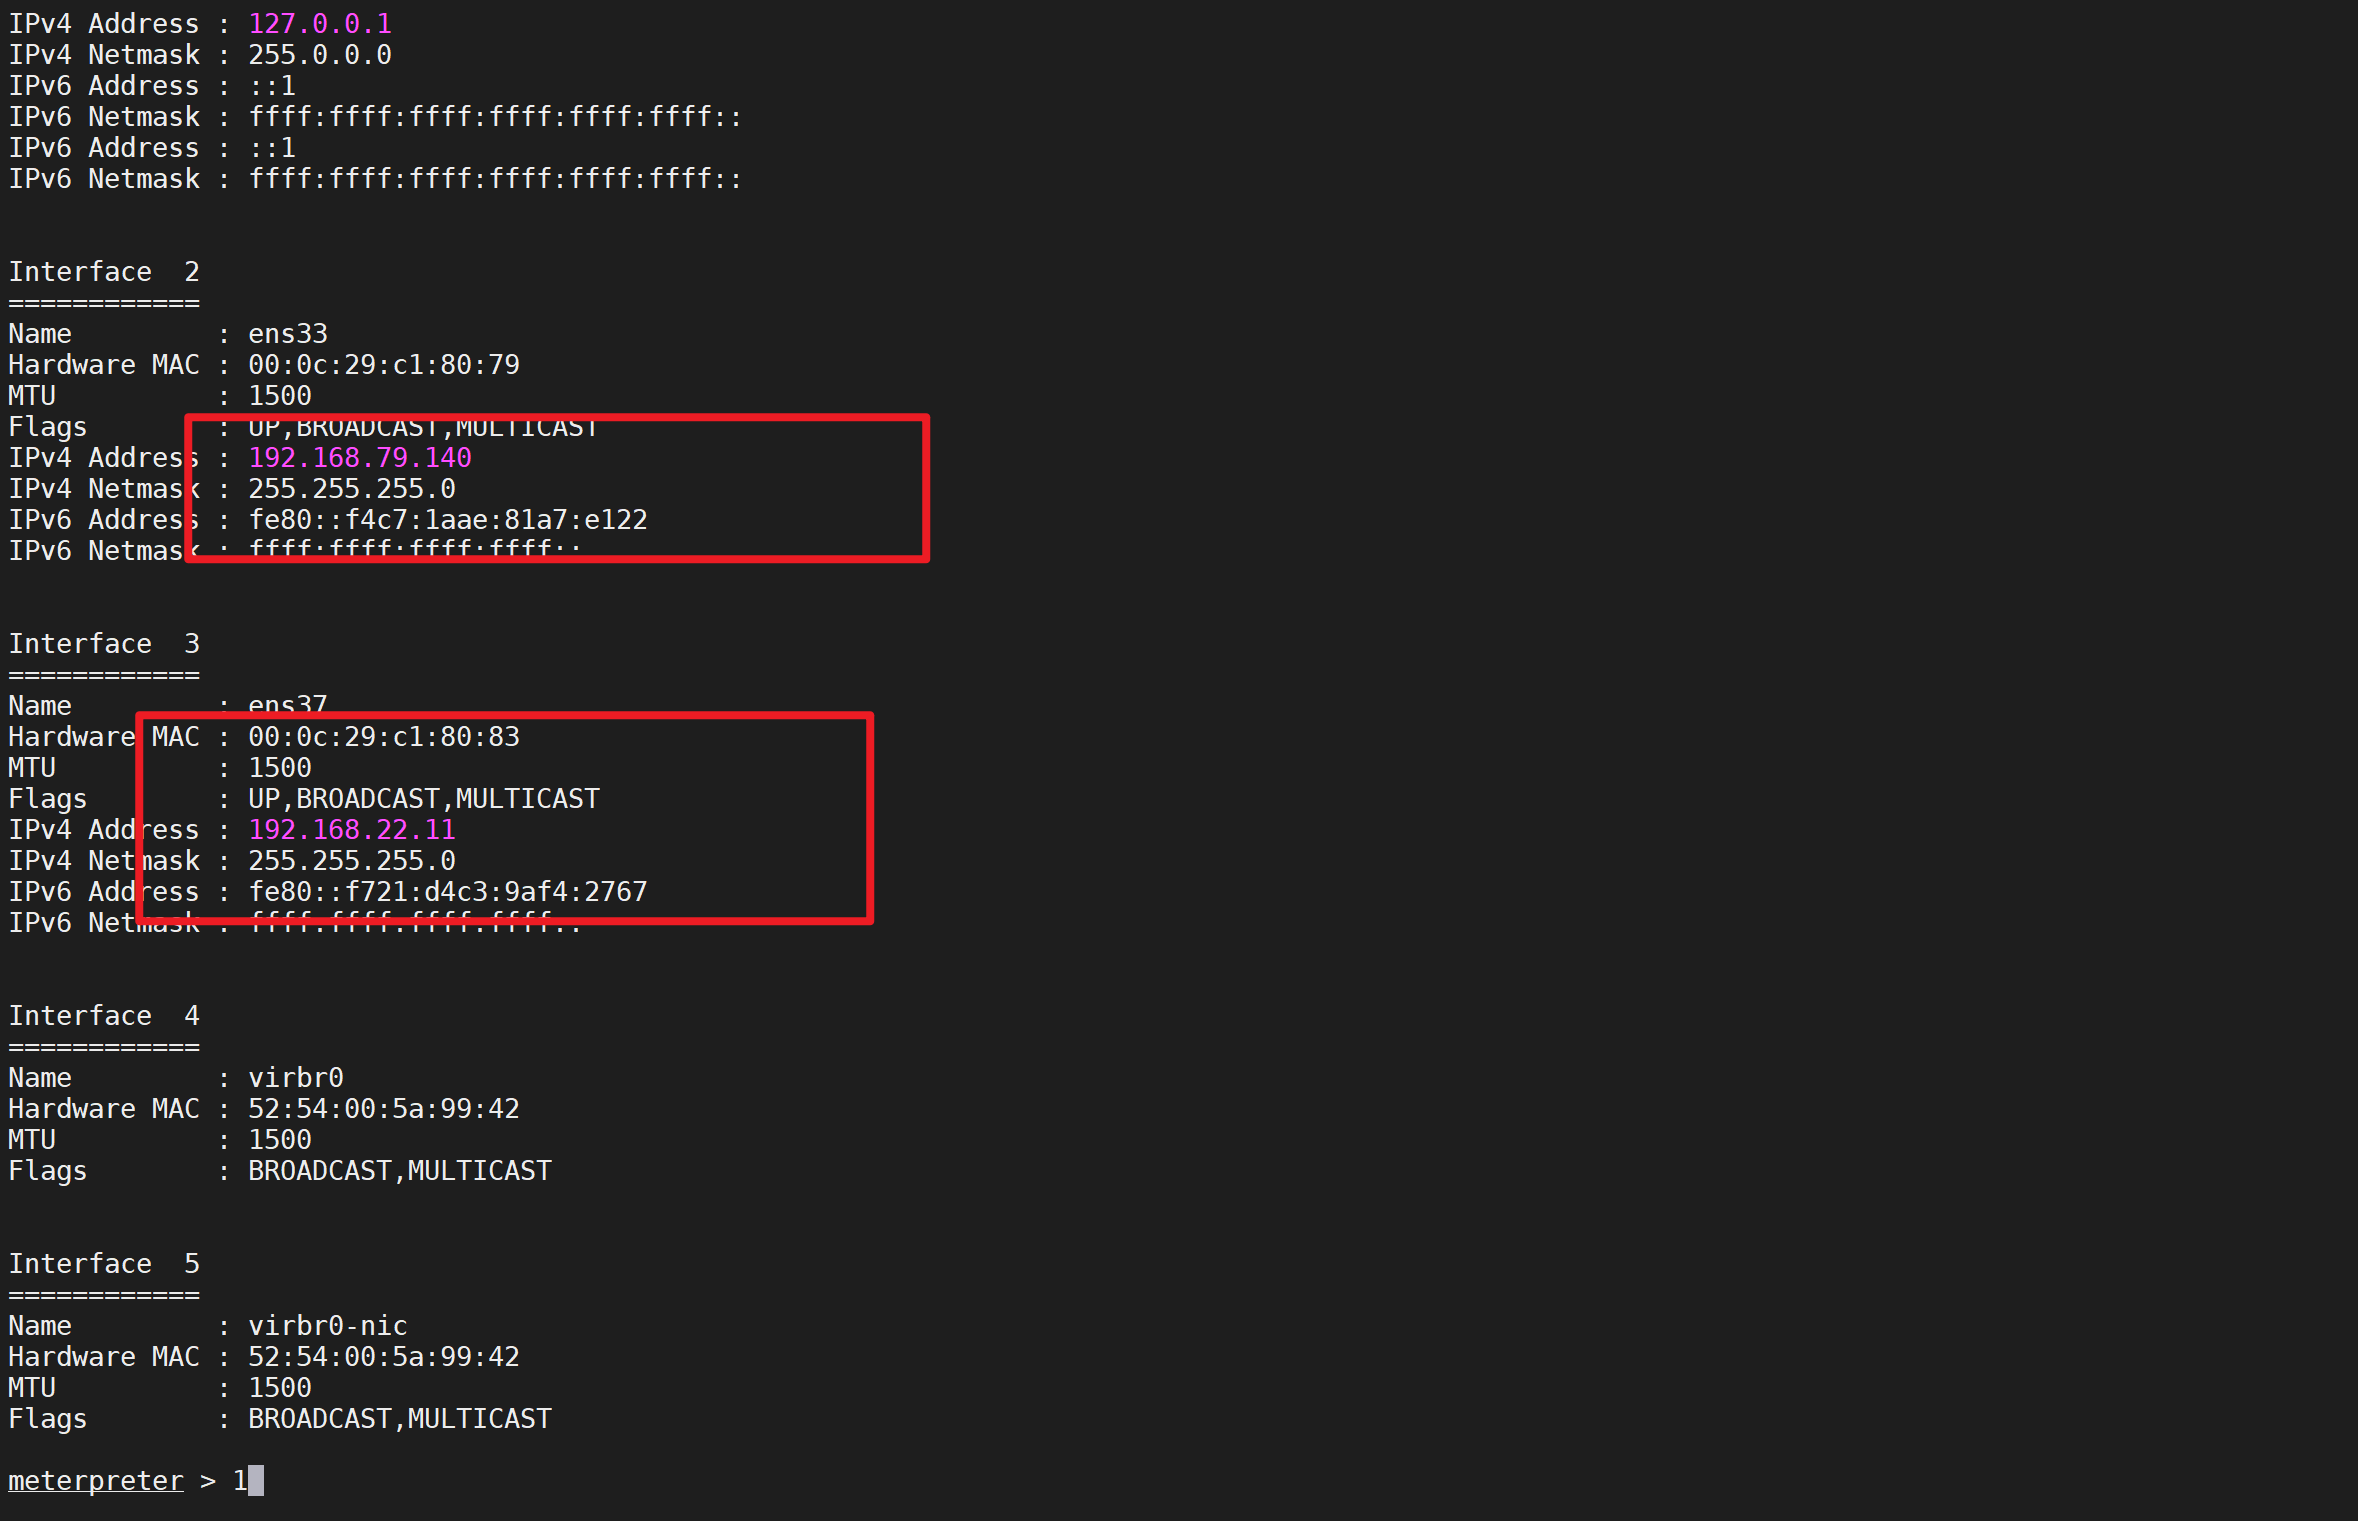 IPv4 Address : 127.0.0.1
IPv4 Netmask : 255.0.0.0
IPv6 Address : ::1
IPv6 Netmask : ffff:ffff:ffff:ffff:ffff:ffff::
IPv6 Address : ::1
IPv6 Netmask : ffff:ffff:ffff:ffff:ffff:ffff::
Interface  2
============
Name         : ens33
Hardware MAC : 00:0c:29:c1:80:79
MTU          : 1500
Flags        : UP,BROADCAST,MULTICAST
IPv4 Address : 192.168.79.140
IPv4 Netmask : 255.255.255.0
IPv6 Address : fe80::f4c7:1aae:81a7:e122
IPv6 Netmask : ffff:ffff:ffff:ffff::
Interface  3
============
Name         : ens37
Hardware MAC : 00:0c:29:c1:80:83
MTU          : 1500
Flags        : UP,BROADCAST,MULTICAST
IPv4 Address : 192.168.22.11
IPv4 Netmask : 255.255.255.0
IPv6 Address : fe80::f721:d4c3:9af4:2767
IPv6 Netmask : ffff:ffff:ffff:ffff::
Interface  4
============
Name         : virbr0
Hardware MAC : 52:54:00:5a:99:42
MTU          : 1500
Flags        : BROADCAST,MULTICAST
Interface  5
============
Name         : virbr0-nic
Hardware MAC : 52:54:00:5a:99:42
MTU          : 1500
Flags        : BROADCAST,MULTICAST
meterpreter > 1